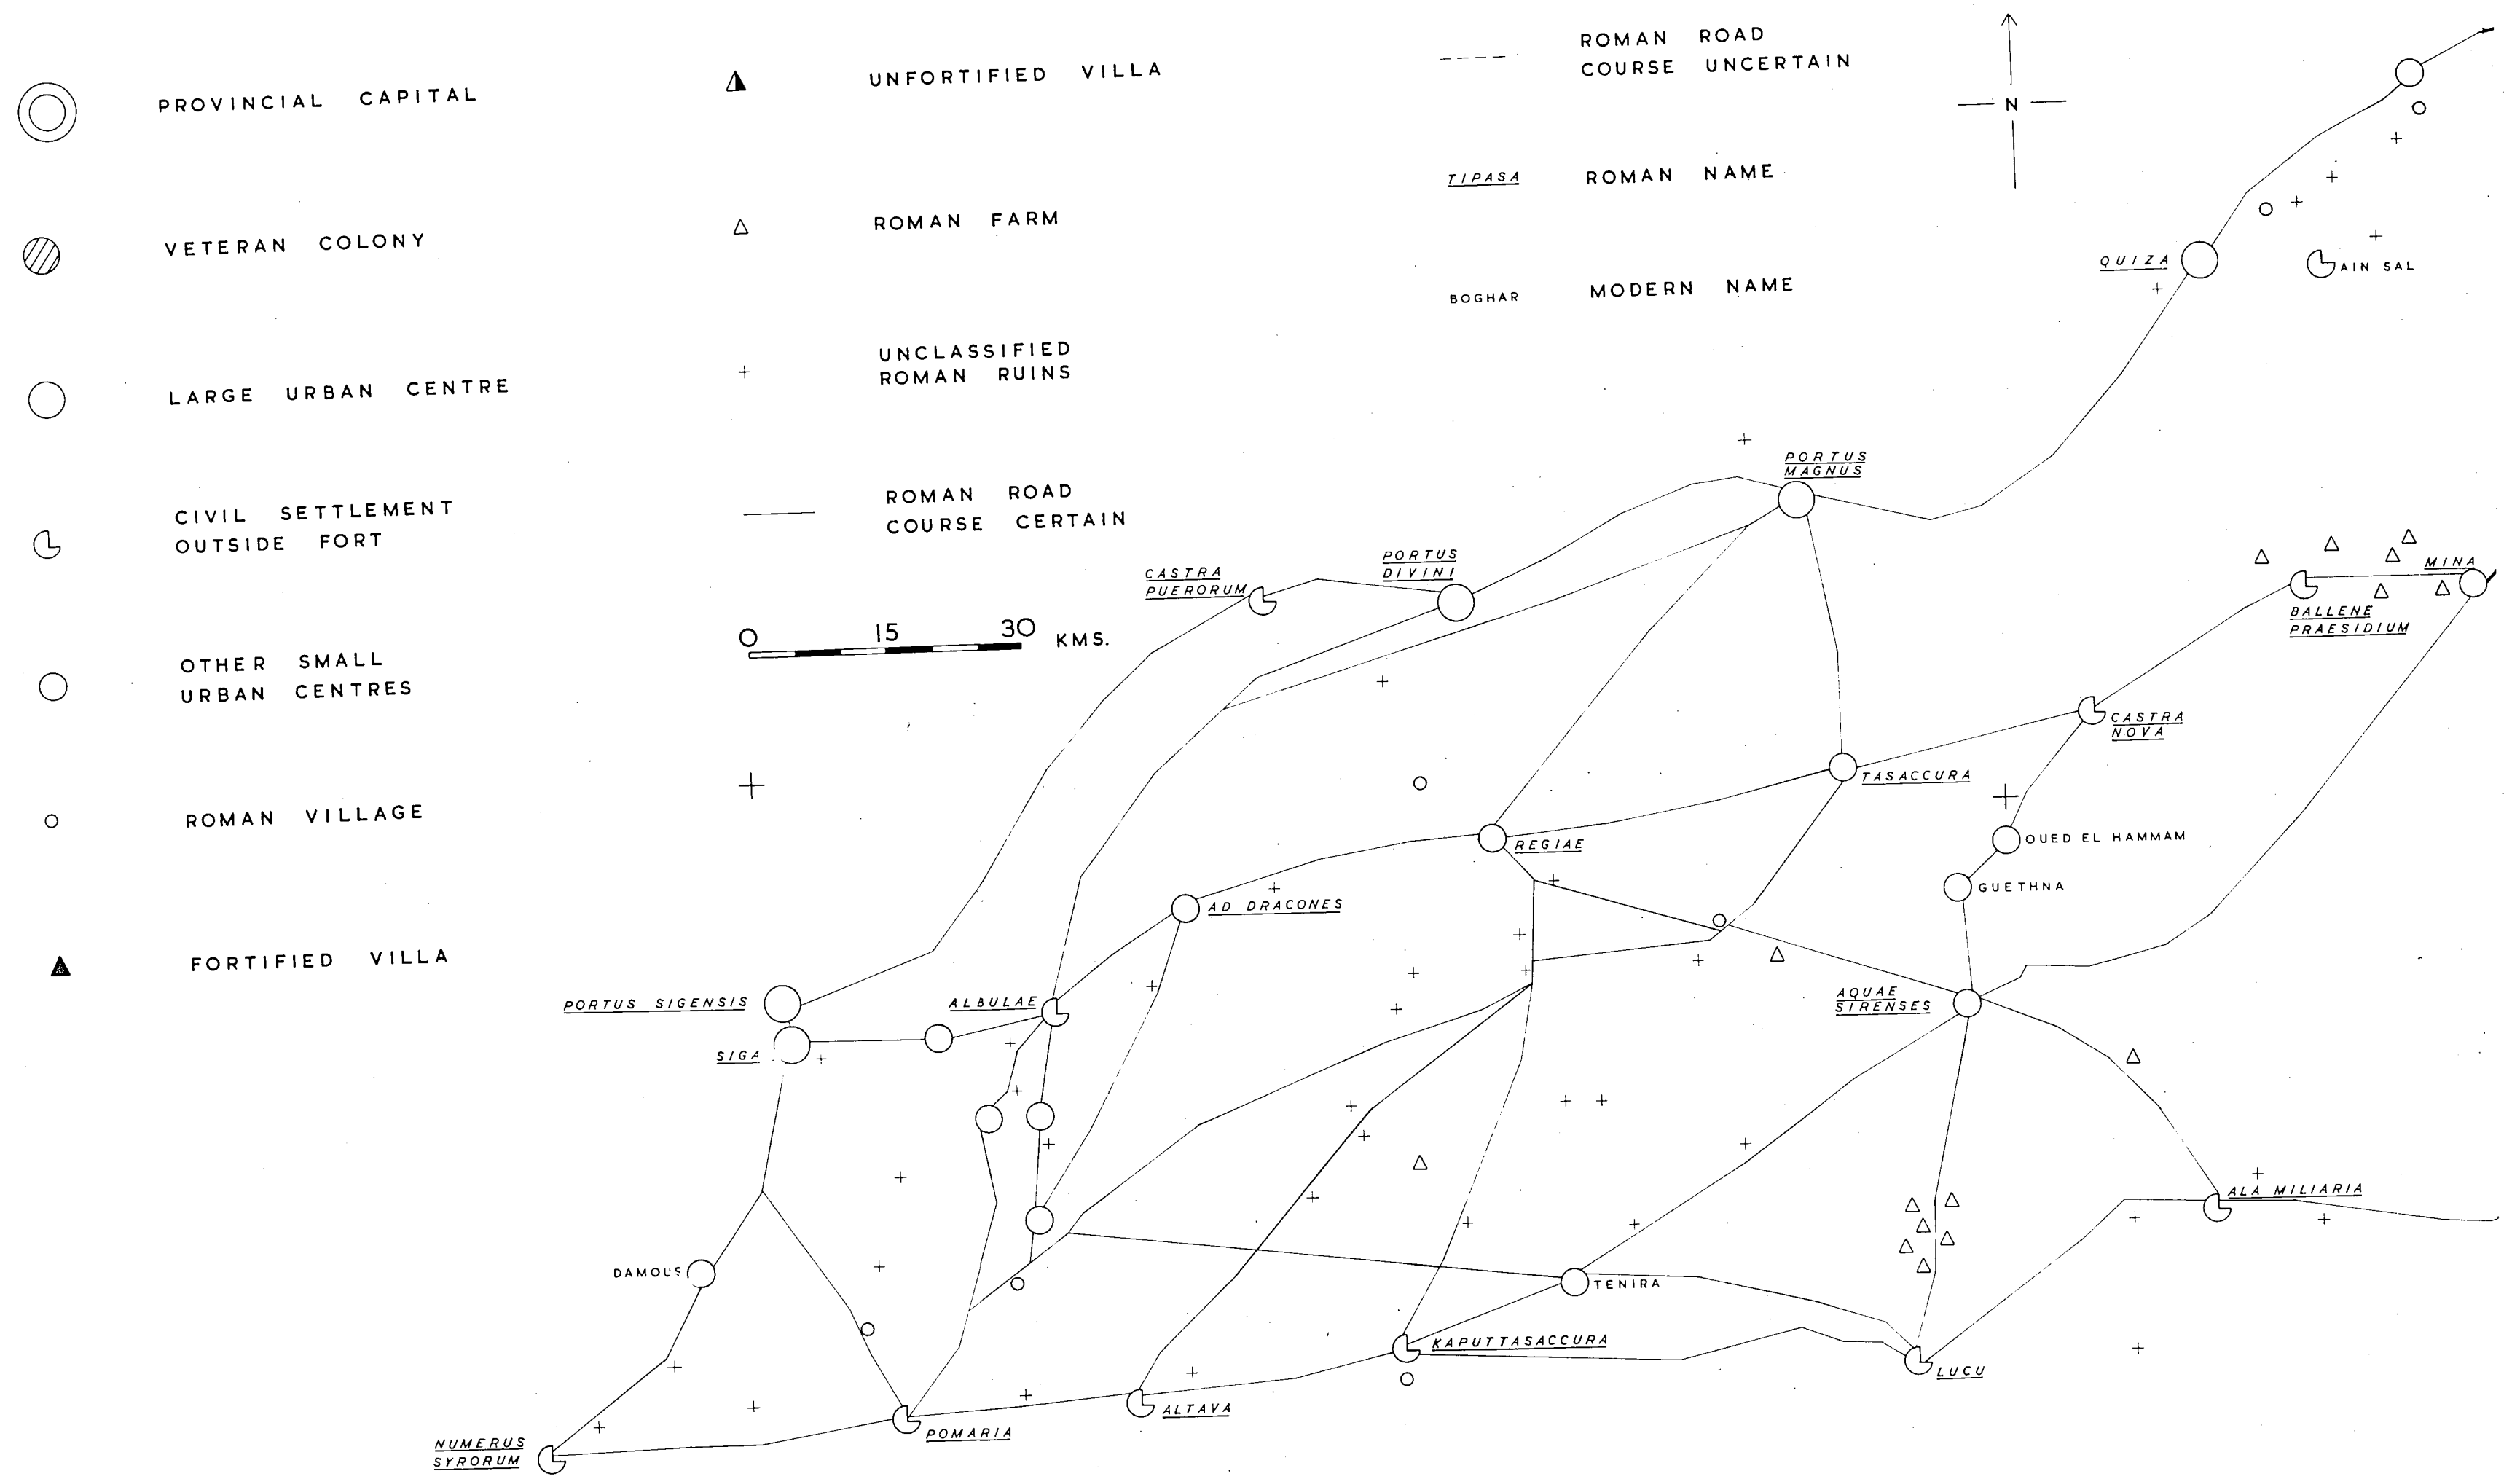 PROVINCIAL CAPITAL
VETERAN COLONY
LARGE URBAN CENTRE
CIVIL SETTLEMENT
OUTSIDE FORT
OTHER SMALL
URBAN CENTRES
ROMAN VILLAGE
FORTIFIED VILLA
UNFORTIFIED VILLA
ROMAN FARM
UNCLASSIFIED
ROMAN RUINS
ROMAN ROAD
COURSE CERTAIN
0 15 30 KMS.
ROMAN ROAD
COURSE UNCERTAIN
TIPASA ROMAN NAME
BOGHAR MODERN NAME
N
QUIZA
AIN SAL
PORTUS
MAGNUS
CASTRA
PUERORUM
PORTUS
DIVINI
MINA
BALLENE
PRAESIDIUM
CASTRA
NOVA
TASACCURA
OUED EL HAMMAM
REGIAE
GUETHNA
AD DRACONES
PORTUS SIGENSIS
ALBULAE
AQUAE
SIRENSES
SIGA
ALA MILIARIA
DAMOUS
TENIRA
KAPUTTASACCURA
LUCU
ALTAVA
POMARIA
NUMERUS
SYRORUM